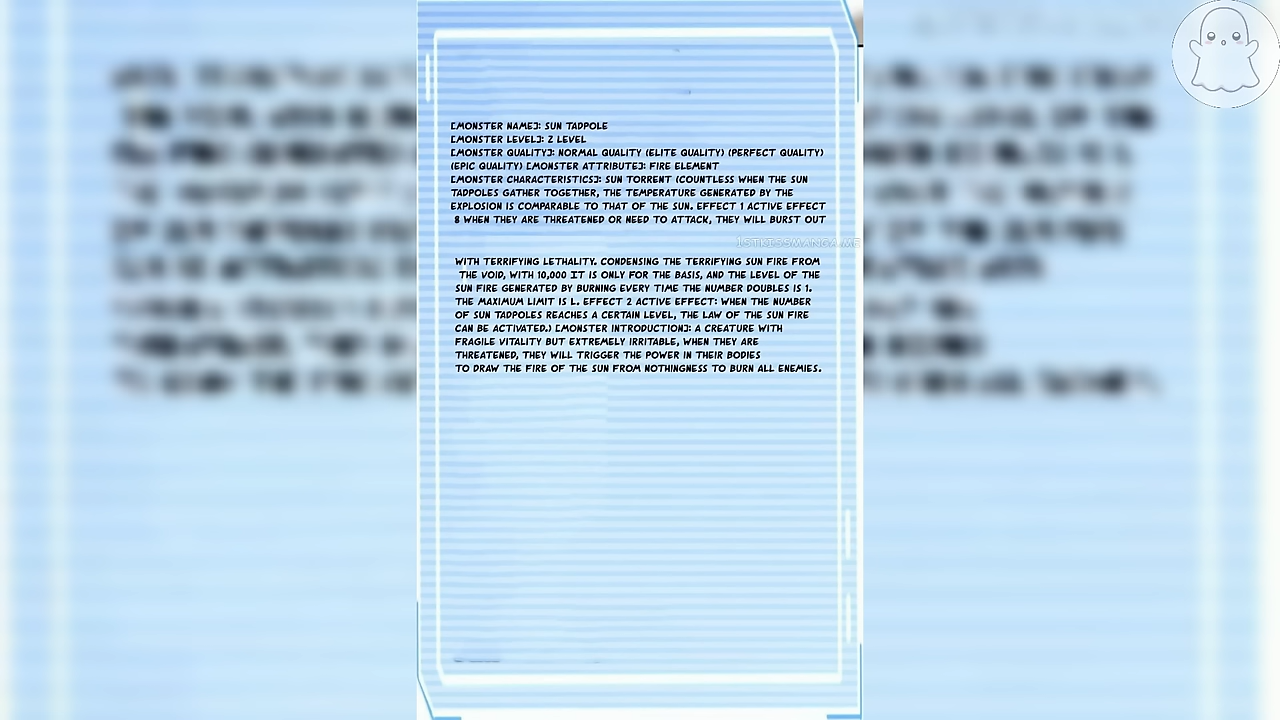 [MONSTER NAME]: SUN TADPOLE
[MONSTER LEVEL]: Z LEVEL
[MONSTER QUALITY]: NORMAL QUALITY (ELITE QUALITY) (PERFECT QUALITY)
(EPIC QUALITY) [MONSTER ATTRIBUTE]: FIRE ELEMENT
[MONSTER CHARACTERISTICS]: SUN TORRENT (COUNTLESS WHEN THE SUN
TADPOLES GATHER TOGETHER, THE TEMPERATURE GENERATED BY THE
EXPLOSION IS COMPARABLE TO THAT OF THE SUN. EFFECT 1 ACTIVE EFFECT
8 WHEN THEY ARE THREATENED OR NEED TO ATTACK, THEY WILL BURST OUT
1STKISSMANGA.ME
WITH TERRIFYING LETHALITY. CONDENSING THE TERRIFYING SUN FIRE FROM
THE VOID, WITH 10,000 IT IS ONLY FOR THE BASIS, AND THE LEVEL OF THE
SUN FIRE GENERATED BY BURNING EVERY TIME THE NUMBER DOUBLES IS 1.
THE MAXIMUM LIMIT IS L. EFFECT 2 ACTIVE EFFECT: WHEN THE NUMBER
OF SUN TADPOLES REACHES A CERTAIN LEVEL, THE LAW OF THE SUN FIRE
CAN BE ACTIVATED.) [MONSTER INTRODUCTION]: A CREATURE WITH
FRAGILE VITALITY BUT EXTREMELY IRRITABLE, WHEN THEY ARE
THREATENED, THEY WILL TRIGGER THE POWER IN THEIR BODIES
TO DRAW THE FIRE OF THE SUN FROM NOTHINGNESS TO BURN ALL ENEMIES.